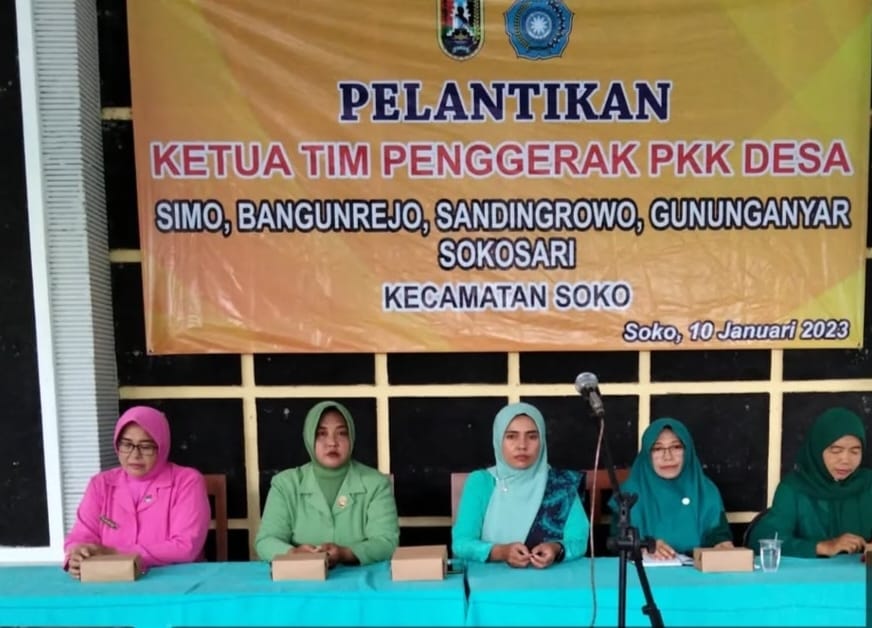 PELANTIKAN
KETUA TIM PENGGERAK PKK DESA
SIMO, BANGUNREJO, SANDINGROWO, GUNUNGANYAR
SOKOSARI
KECAMATAN SOKO
Soko, 10 Januari 2023